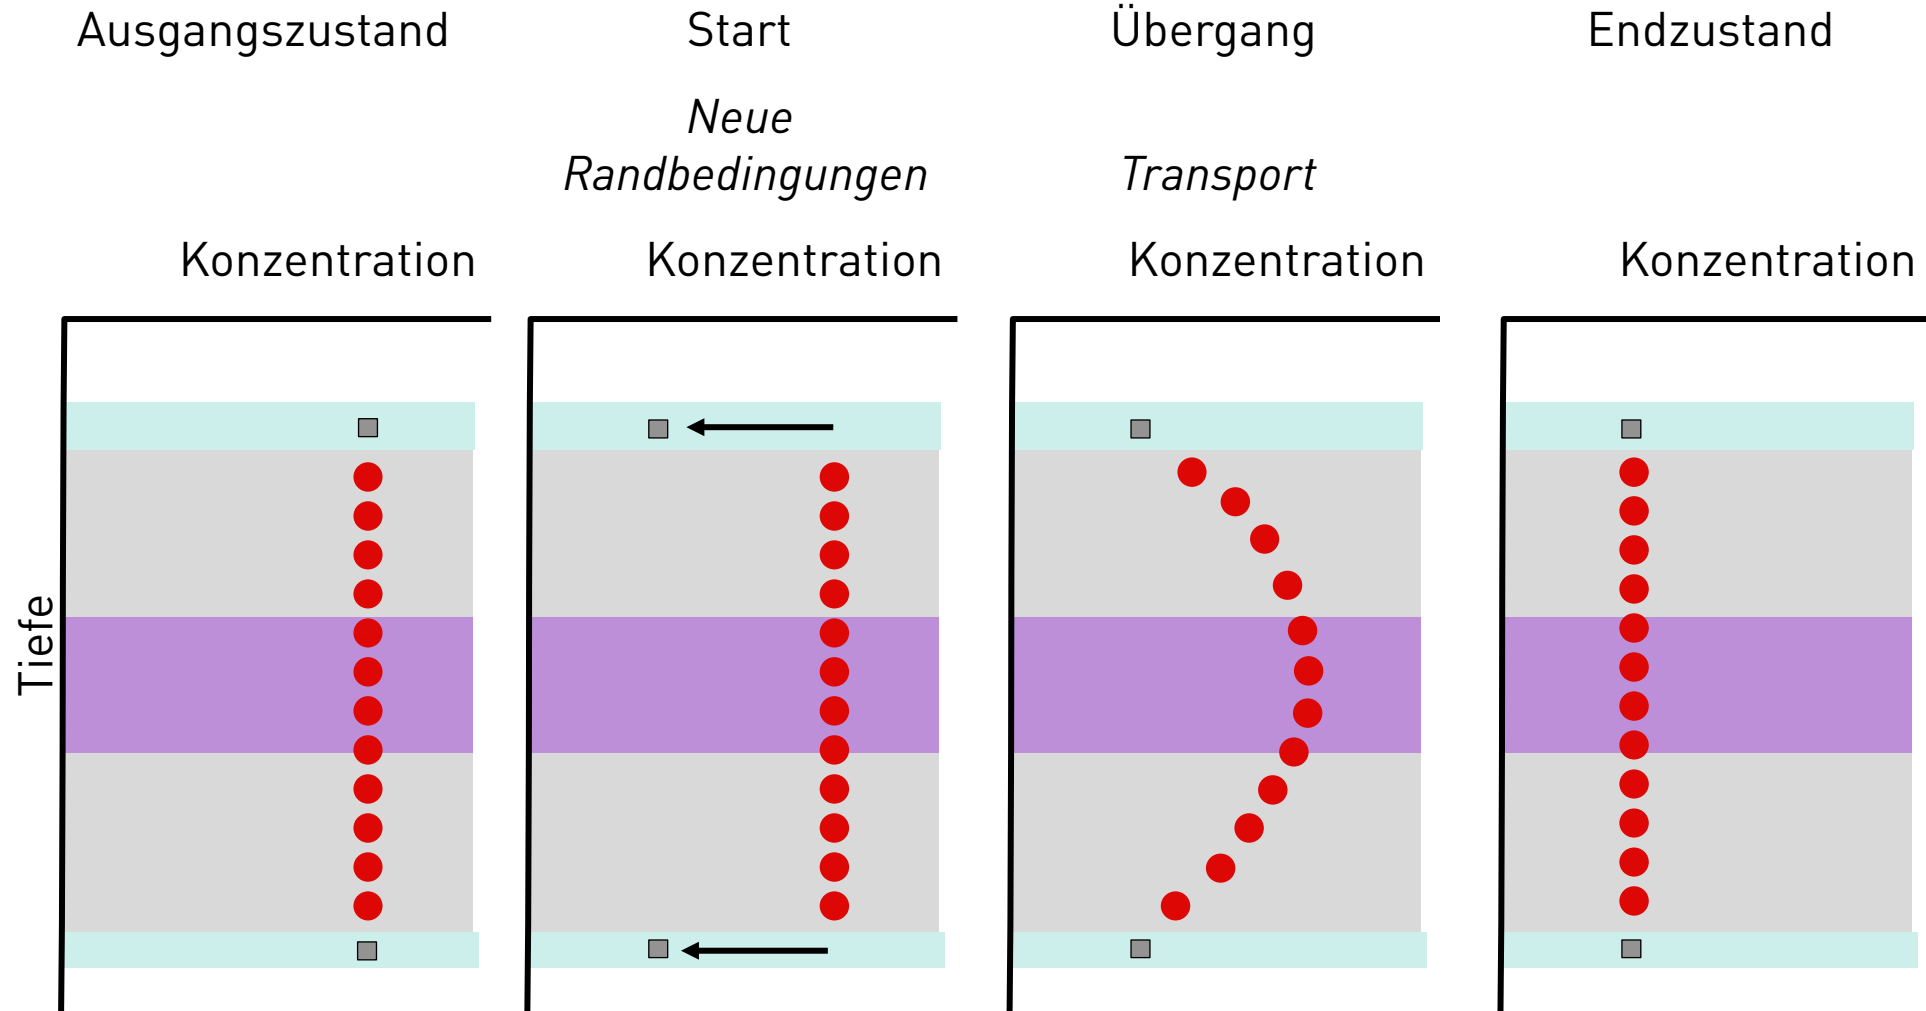 Ausgangszustand
Start
Übergang
Endzustand
Neue
Randbedingungen
Transport
Konzentration
Konzentration
Konzentration
Konzentration
Tiefe